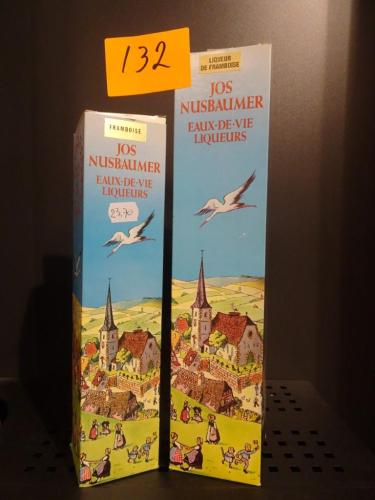 132
FRAMBOISE
JOS
NUSBAUMER
EAUX-DE-VIE
LIQUEURS
23,70
LIQUEUR
DE FRAMBOISE
JOS
NUSBAUMER
EAUX-DE-VIE
LIQUEURS